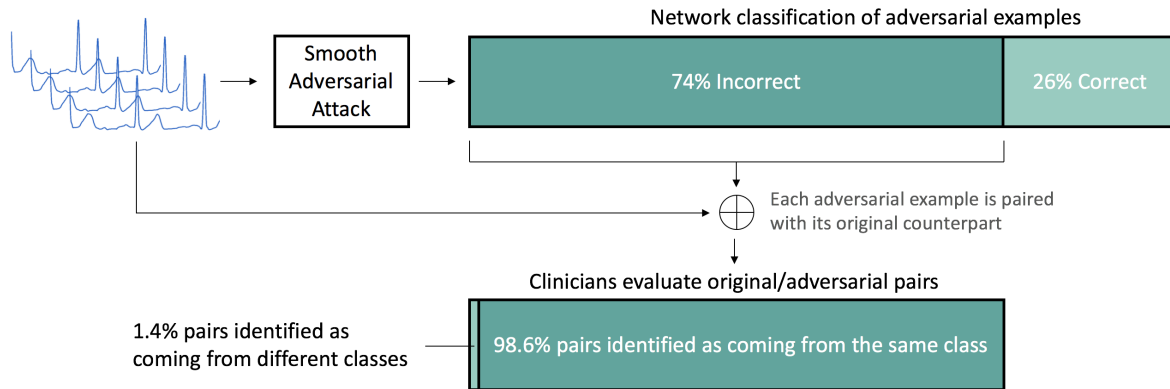 Network classification of adversarial examples
Smooth
Adversarial
Attack
74% Incorrect
26% Correct
Each adversarial example is paired
with its original counterpart
Clinicians evaluate original/adversarial pairs
1.4% pairs identified as
coming from different classes
98.6% pairs identified as coming from the same class